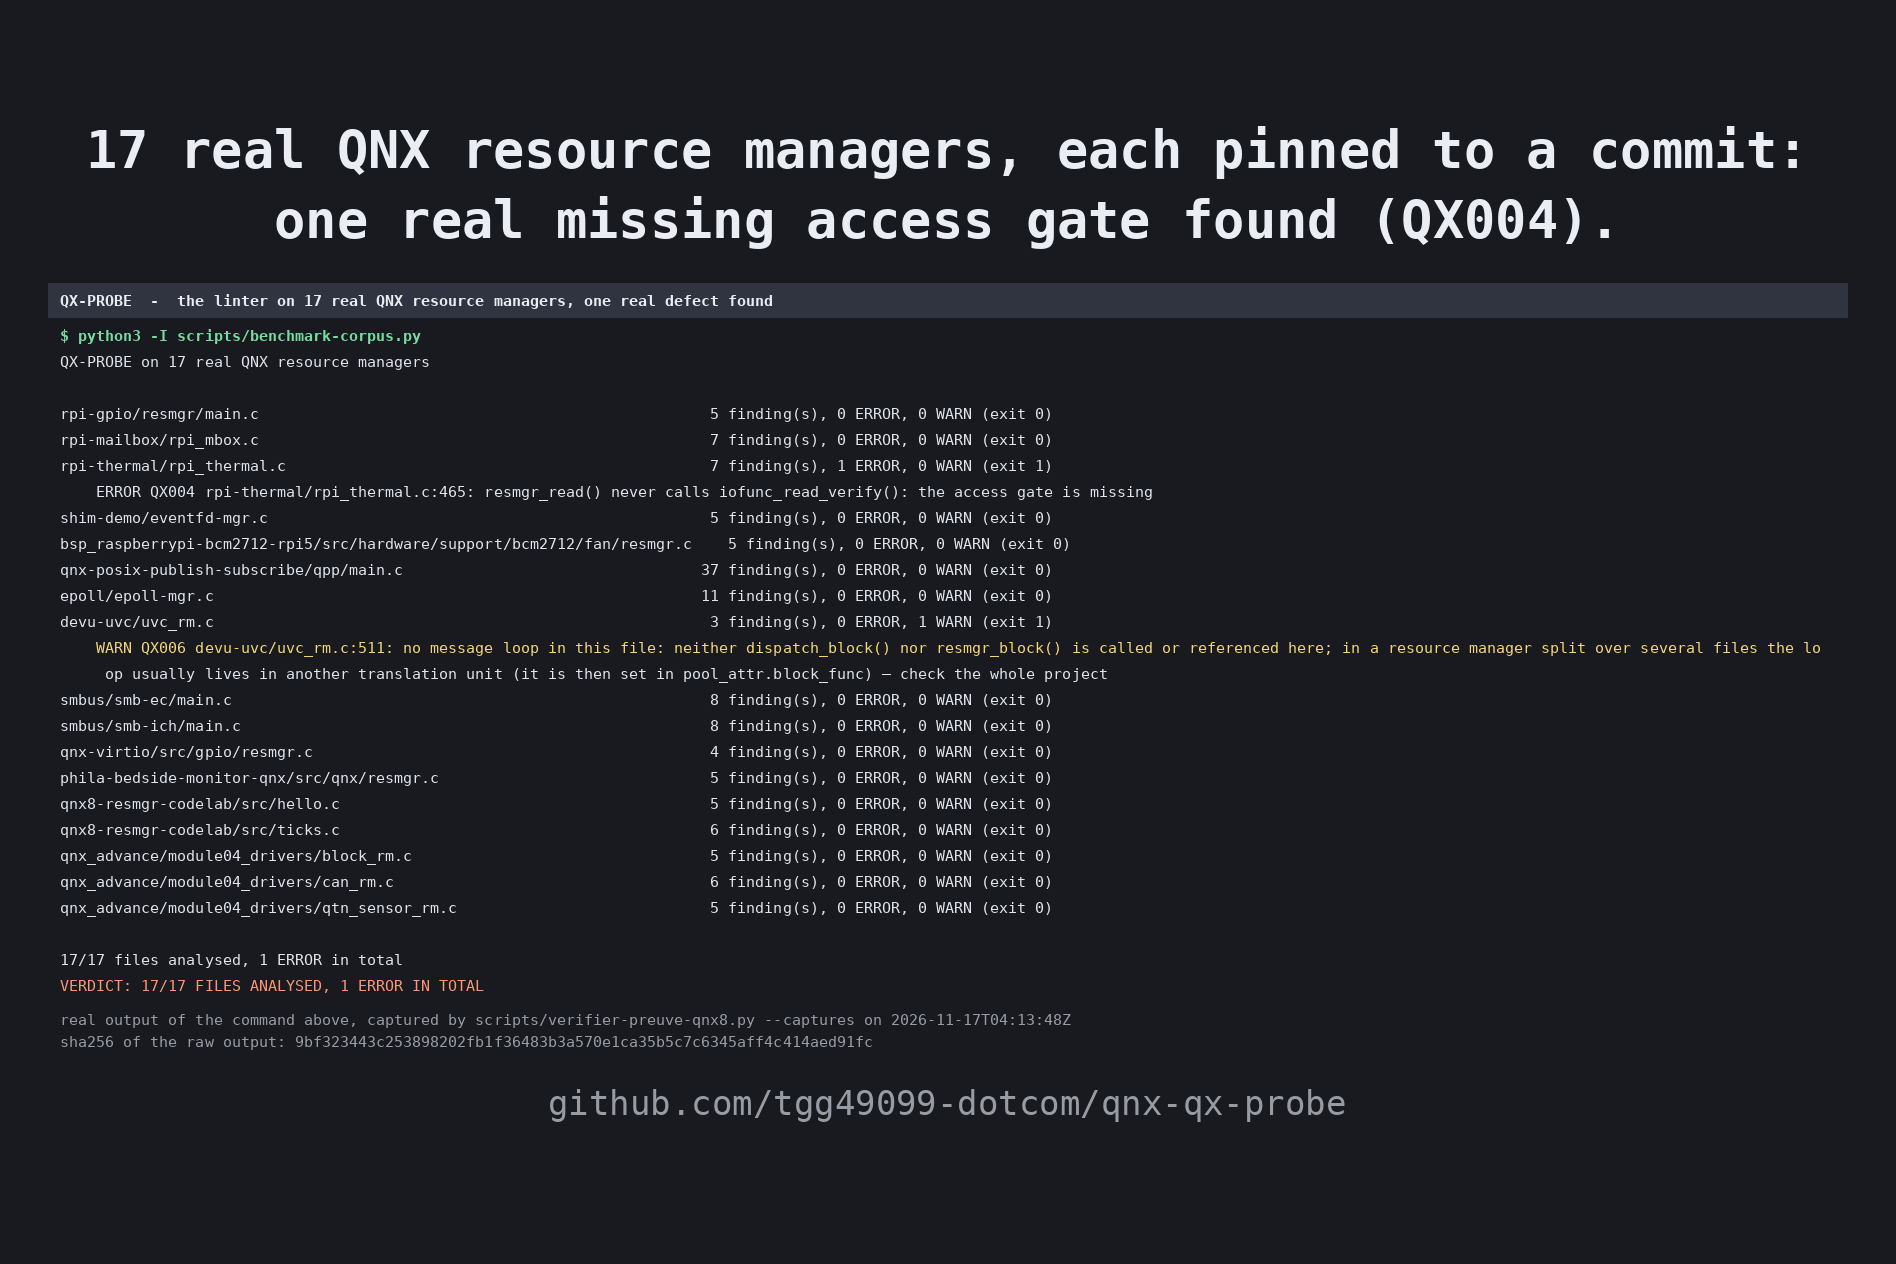 17 real QNX resource managers, each pinned to a commit:
one real missing access gate found (QX004).
QX-PROBE  -  the linter on 17 real QNX resource managers, one real defect found
$ python3 -I scripts/benchmark-corpus.py
QX-PROBE on 17 real QNX resource managers
rpi-gpio/resmgr/main.c 5 finding(s), 0 ERROR, 0 WARN (exit 0)
rpi-mailbox/rpi_mbox.c 7 finding(s), 0 ERROR, 0 WARN (exit 0)
rpi-thermal/rpi_thermal.c 7 finding(s), 1 ERROR, 0 WARN (exit 1)
ERROR QX004 rpi-thermal/rpi_thermal.c:465: resmgr_read() never calls iofunc_read_verify(): the access gate is missing
shim-demo/eventfd-mgr.c 5 finding(s), 0 ERROR, 0 WARN (exit 0)
bsp_raspberrypi-bcm2712-rpi5/src/hardware/support/bcm2712/fan/resmgr.c 5 finding(s), 0 ERROR, 0 WARN (exit 0)
qnx-posix-publish-subscribe/qpp/main.c 37 finding(s), 0 ERROR, 0 WARN (exit 0)
epoll/epoll-mgr.c 11 finding(s), 0 ERROR, 0 WARN (exit 0)
devu-uvc/uvc_rm.c 3 finding(s), 0 ERROR, 1 WARN (exit 1)
WARN QX006 devu-uvc/uvc_rm.c:511: no message loop in this file: neither dispatch_block() nor resmgr_block() is called or referenced here; in a resource manager split over several files the lo
op usually lives in another translation unit (it is then set in pool_attr.block_func) — check the whole project
smbus/smb-ec/main.c 8 finding(s), 0 ERROR, 0 WARN (exit 0)
smbus/smb-ich/main.c 8 finding(s), 0 ERROR, 0 WARN (exit 0)
qnx-virtio/src/gpio/resmgr.c 4 finding(s), 0 ERROR, 0 WARN (exit 0)
phila-bedside-monitor-qnx/src/qnx/resmgr.c 5 finding(s), 0 ERROR, 0 WARN (exit 0)
qnx8-resmgr-codelab/src/hello.c 5 finding(s), 0 ERROR, 0 WARN (exit 0)
qnx8-resmgr-codelab/src/ticks.c 6 finding(s), 0 ERROR, 0 WARN (exit 0)
qnx_advance/module04_drivers/block_rm.c 5 finding(s), 0 ERROR, 0 WARN (exit 0)
qnx_advance/module04_drivers/can_rm.c 6 finding(s), 0 ERROR, 0 WARN (exit 0)
qnx_advance/module04_drivers/qtn_sensor_rm.c 5 finding(s), 0 ERROR, 0 WARN (exit 0)
17/17 files analysed, 1 ERROR in total
VERDICT: 17/17 FILES ANALYSED, 1 ERROR IN TOTAL
real output of the command above, captured by scripts/verifier-preuve-qnx8.py --captures on 2026-11-17T04:13:48Z
sha256 of the raw output: 9bf323443c253898202fb1f36483b3a570e1ca35b5c7c6345aff4c414aed91fc
github.com/tgg49099-dotcom/qnx-qx-probe